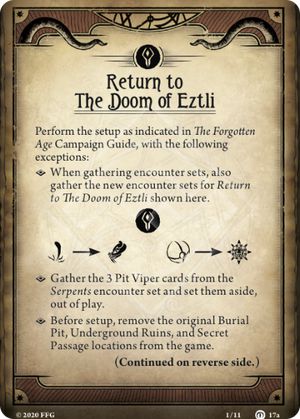 Return to
The Doom of Eztli
Perform the setup as indicated in The Forgotten
Age Campaign Guide, with the following
exceptions:
When gathering encounter sets, also
gather the new encounter sets for Return
to The Doom of Eztli shown here.
Gather the 3 Pit Viper cards from the
Serpents encounter set and set them aside,
out of play.
Before setup, remove the original Burial
Pit, Underground Ruins, and Secret
Passage locations from the game.
(Continued on reverse side.)
© 2020 FFG
1/11
17a